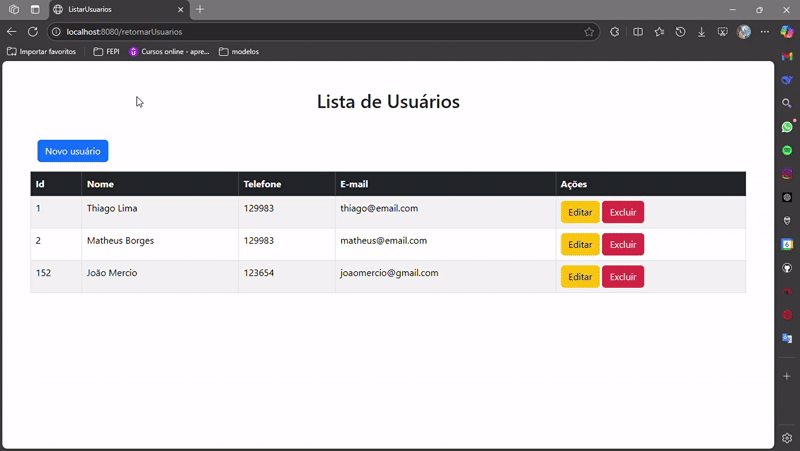 ListarUsuarios
localhost:8080/retornarUsuarios
Importar favoritos
FEPI
Cursos online - apre...
modelos
Lista de Usuários
Novo usuário
Id Nome Telefone E-mail Ações
1 Thiago Lima 129983 thiago@email.com Editar Excluir
2 Matheus Borges 129983 matheus@email.com Editar Excluir
152 João Mercio 123654 joaomercio@gmail.com Editar Excluir